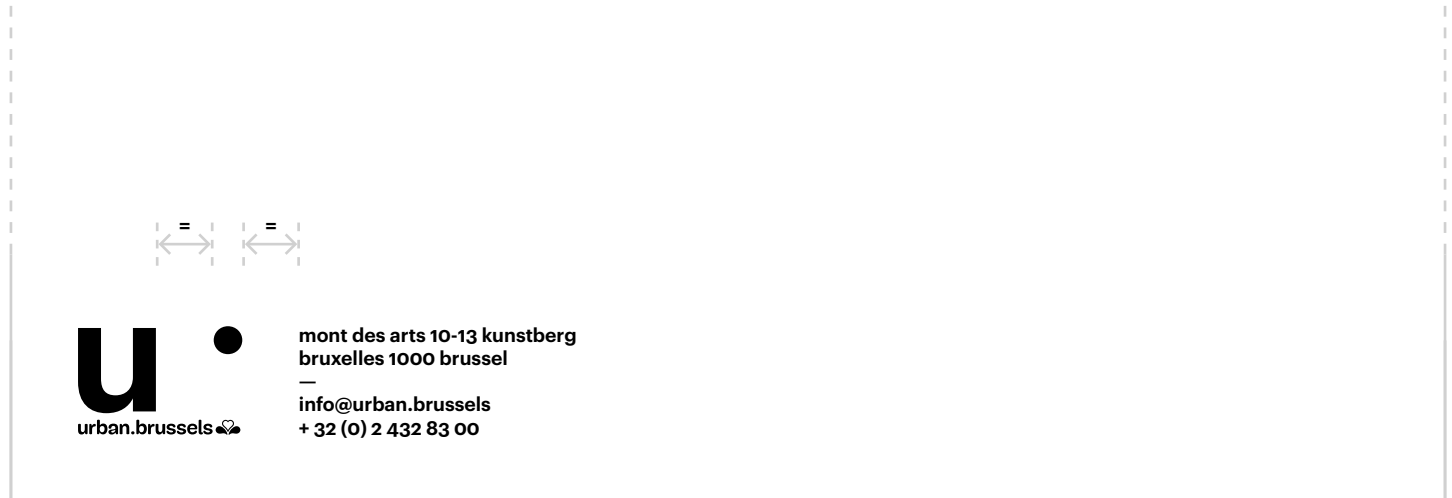 = =
u
urban.brussels
mont des arts 10-13 kunstberg
bruxelles 1000 brussel
—
info@urban.brussels
+ 32 (0) 2 432 83 00